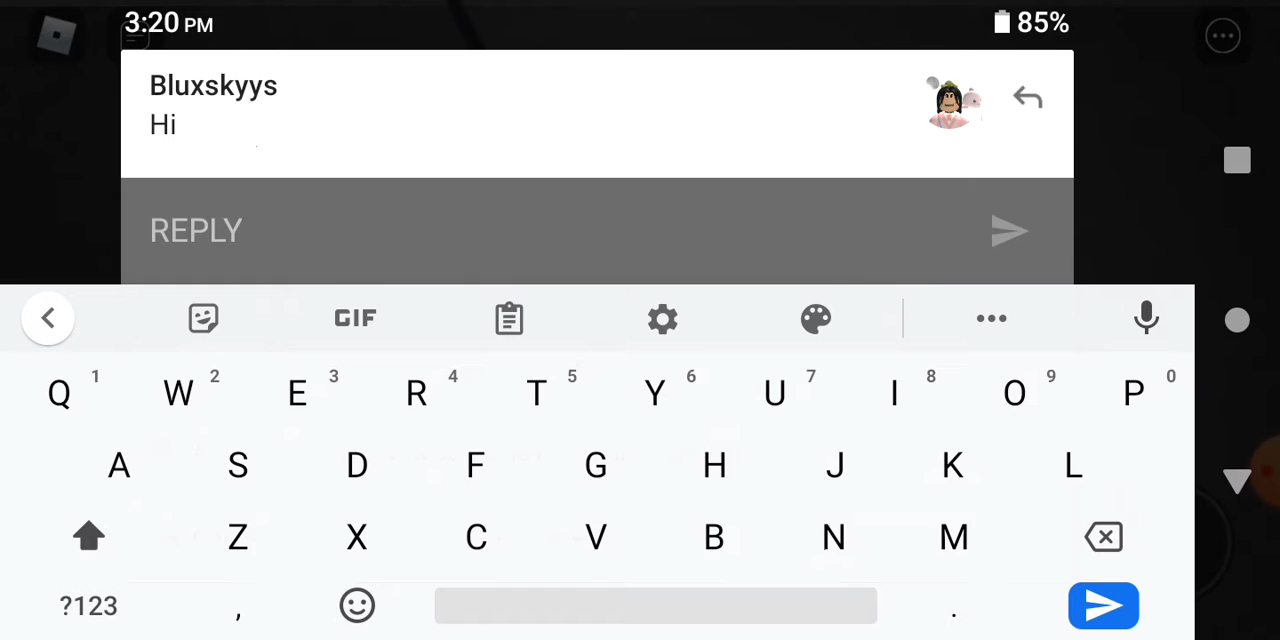 3:20 PM 85%
Bluxskyys
Hi
REPLY
GIF
Q 1 W 2 E 3 R 4 T 5 Y 6 U 7 I 8 O 9 P 0
A S D F G H J K L
Z X C V B N M
?123 , .